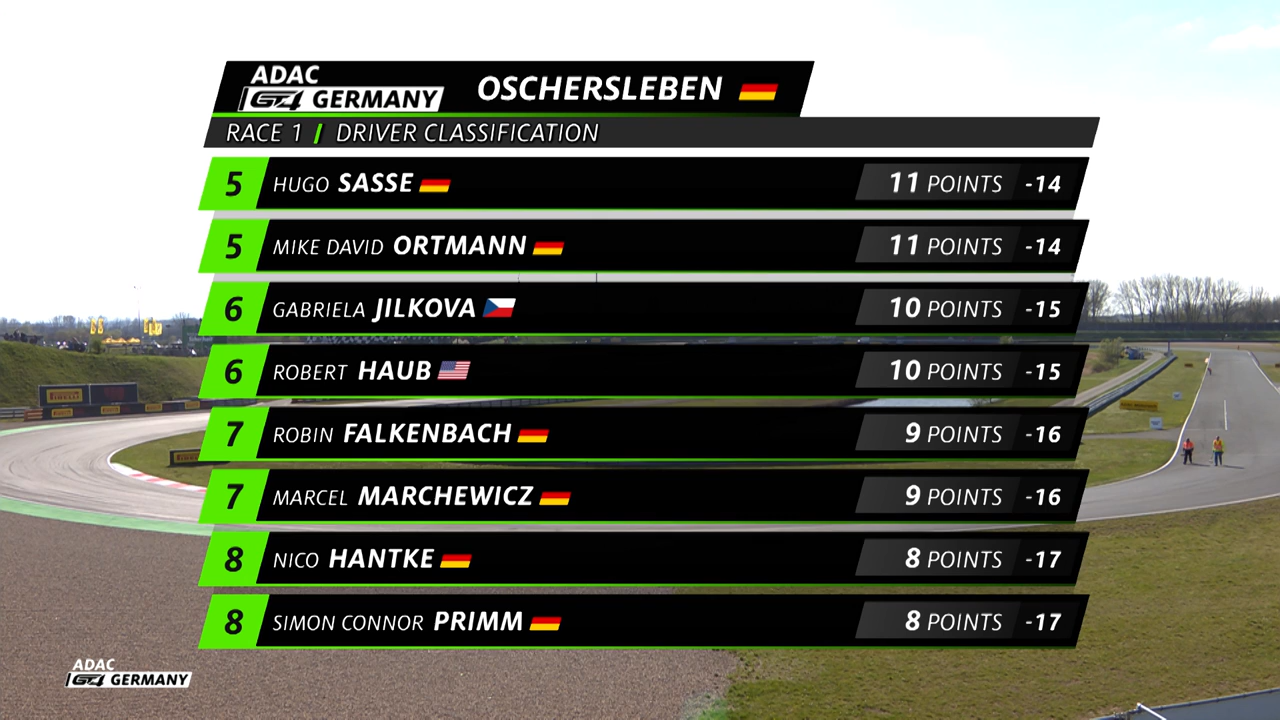 ADAC
GT4 GERMANY
OSCHERSLEBEN
RACE 1 / DRIVER CLASSIFICATION
5 HUGO SASSE 11 POINTS -14
5 MIKE DAVID ORTMANN 11 POINTS -14
6 GABRIELA JILKOVA 10 POINTS -15
6 ROBERT HAUB 10 POINTS -15
7 ROBIN FALKENBACH 9 POINTS -16
7 MARCEL MARCHEWICZ 9 POINTS -16
8 NICO HANTKE 8 POINTS -17
8 SIMON CONNOR PRIMM 8 POINTS -17
ADAC
GT4 GERMANY